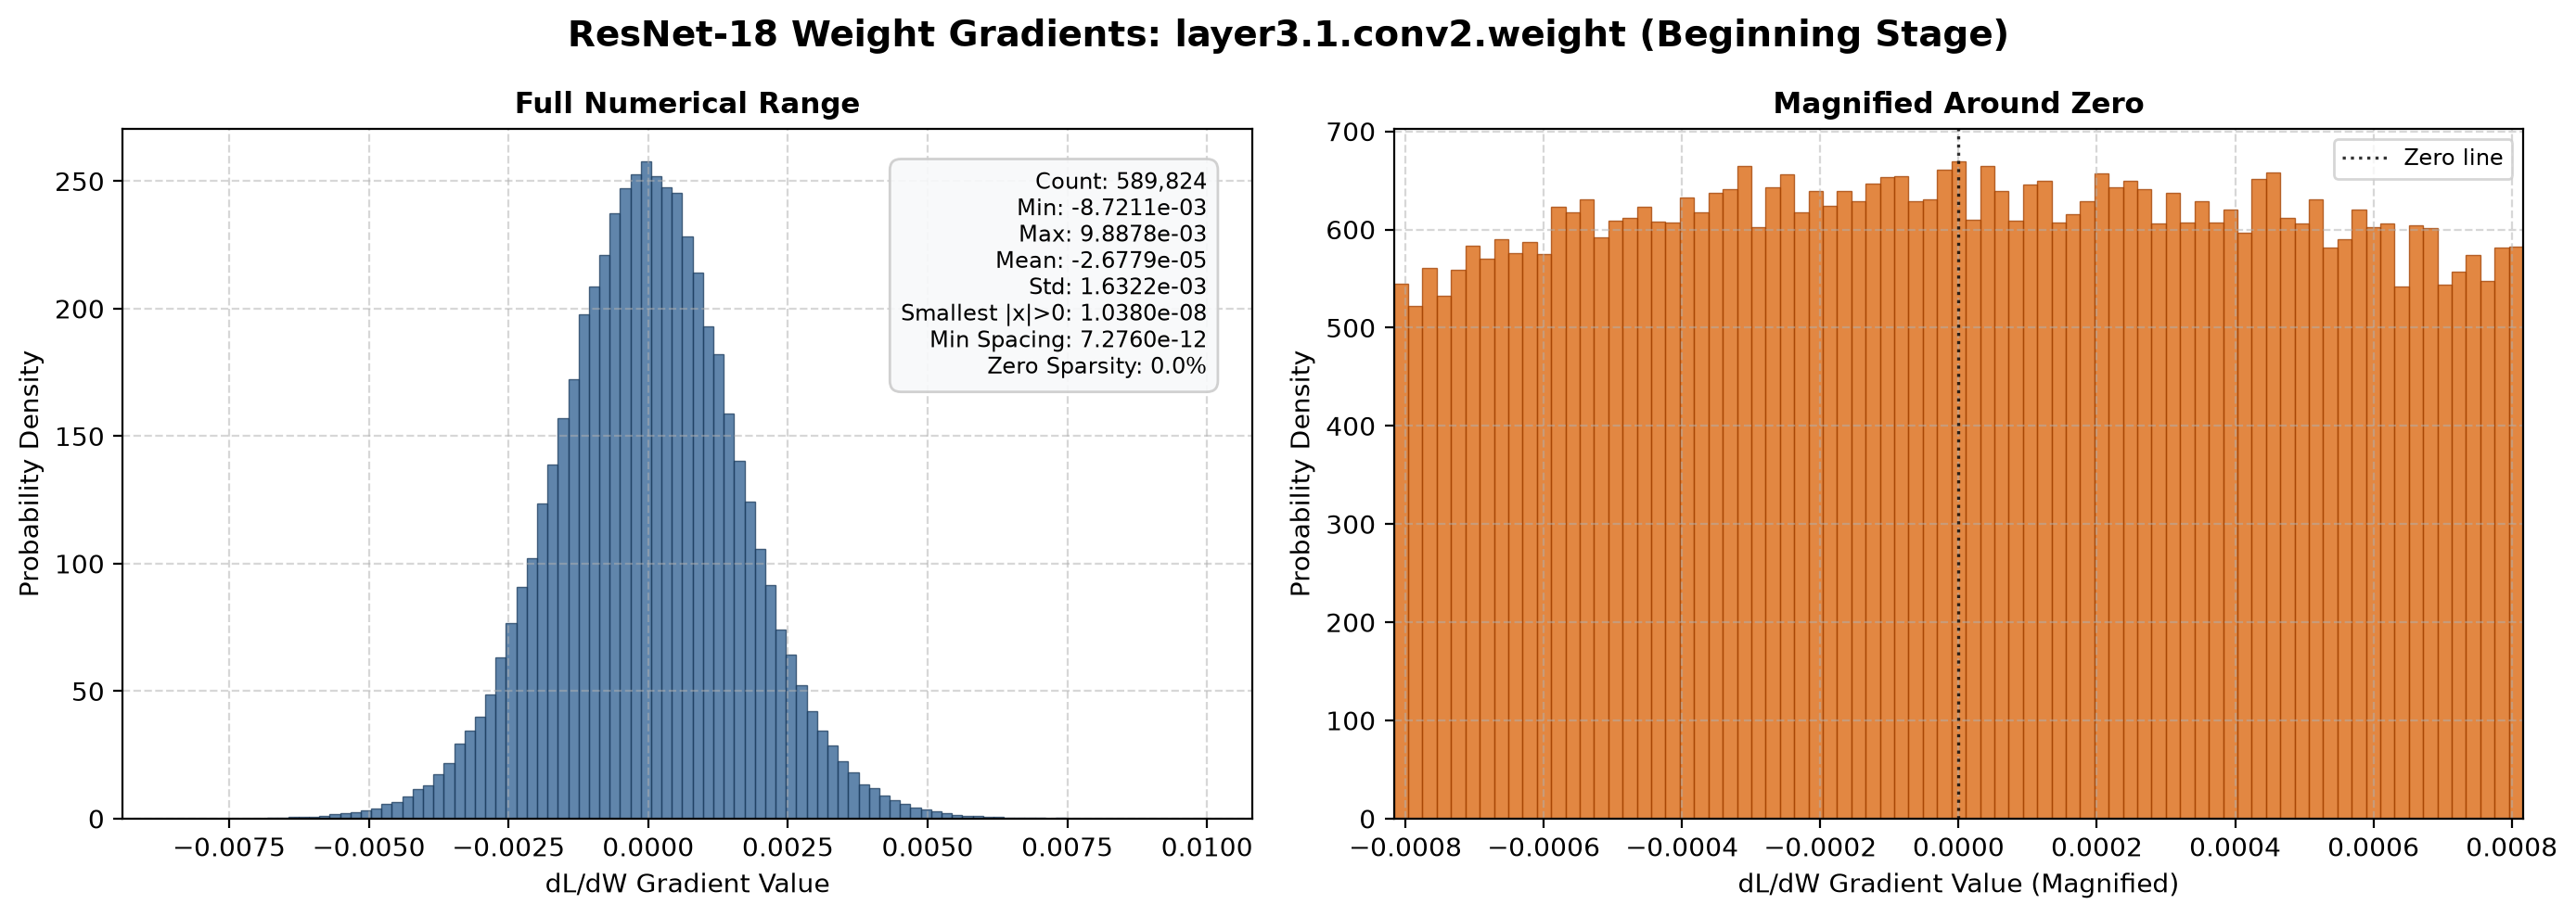 ResNet-18 Weight Gradients: layer3.1.conv2.weight (Beginning Stage)
Full Numerical Range
Probability Density
250
200
150
100
50
0
Count: 589,824
Min: -8.7211e-03
Max: 9.8878e-03
Mean: -2.6779e-05
Std: 1.6322e-03
Smallest |x|>0: 1.0380e-08
Min Spacing: 7.2760e-12
Zero Sparsity: 0.0%
−0.0075 −0.0050 −0.0025 0.0000 0.0025 0.0050 0.0075 0.0100
dL/dW Gradient Value
Magnified Around Zero
Probability Density
700
600
500
400
300
200
100
0
Zero line
−0.0008 −0.0006 −0.0004 −0.0002 0.0000 0.0002 0.0004 0.0006 0.0008
dL/dW Gradient Value (Magnified)